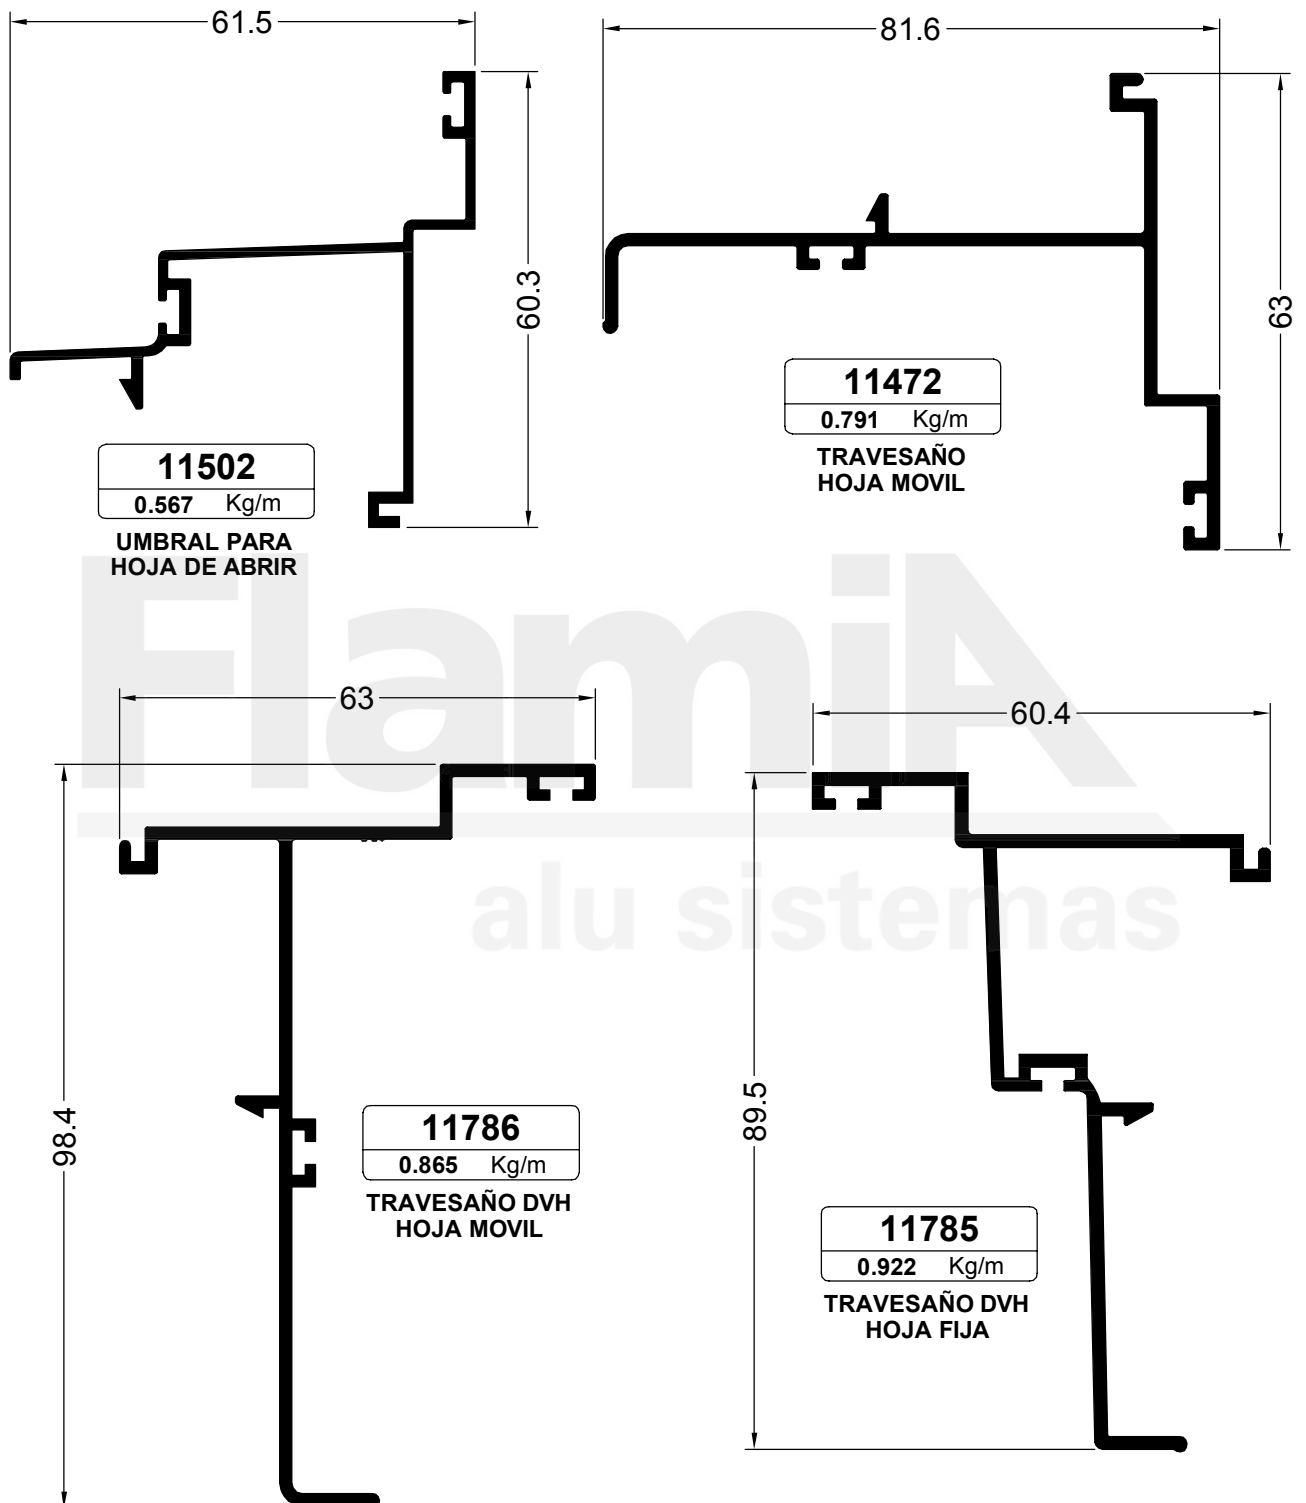 61.5
60.3
11502
0.567 Kg/m
UMBRAL PARA
HOJA DE ABRIR
81.6
63
11472
0.791 Kg/m
TRAVESAÑO
HOJA MOVIL
FlamiA
alu sistemas
63
98.4
11786
0.865 Kg/m
TRAVESAÑO DVH
HOJA MOVIL
60.4
89.5
11785
0.922 Kg/m
TRAVESAÑO DVH
HOJA FIJA